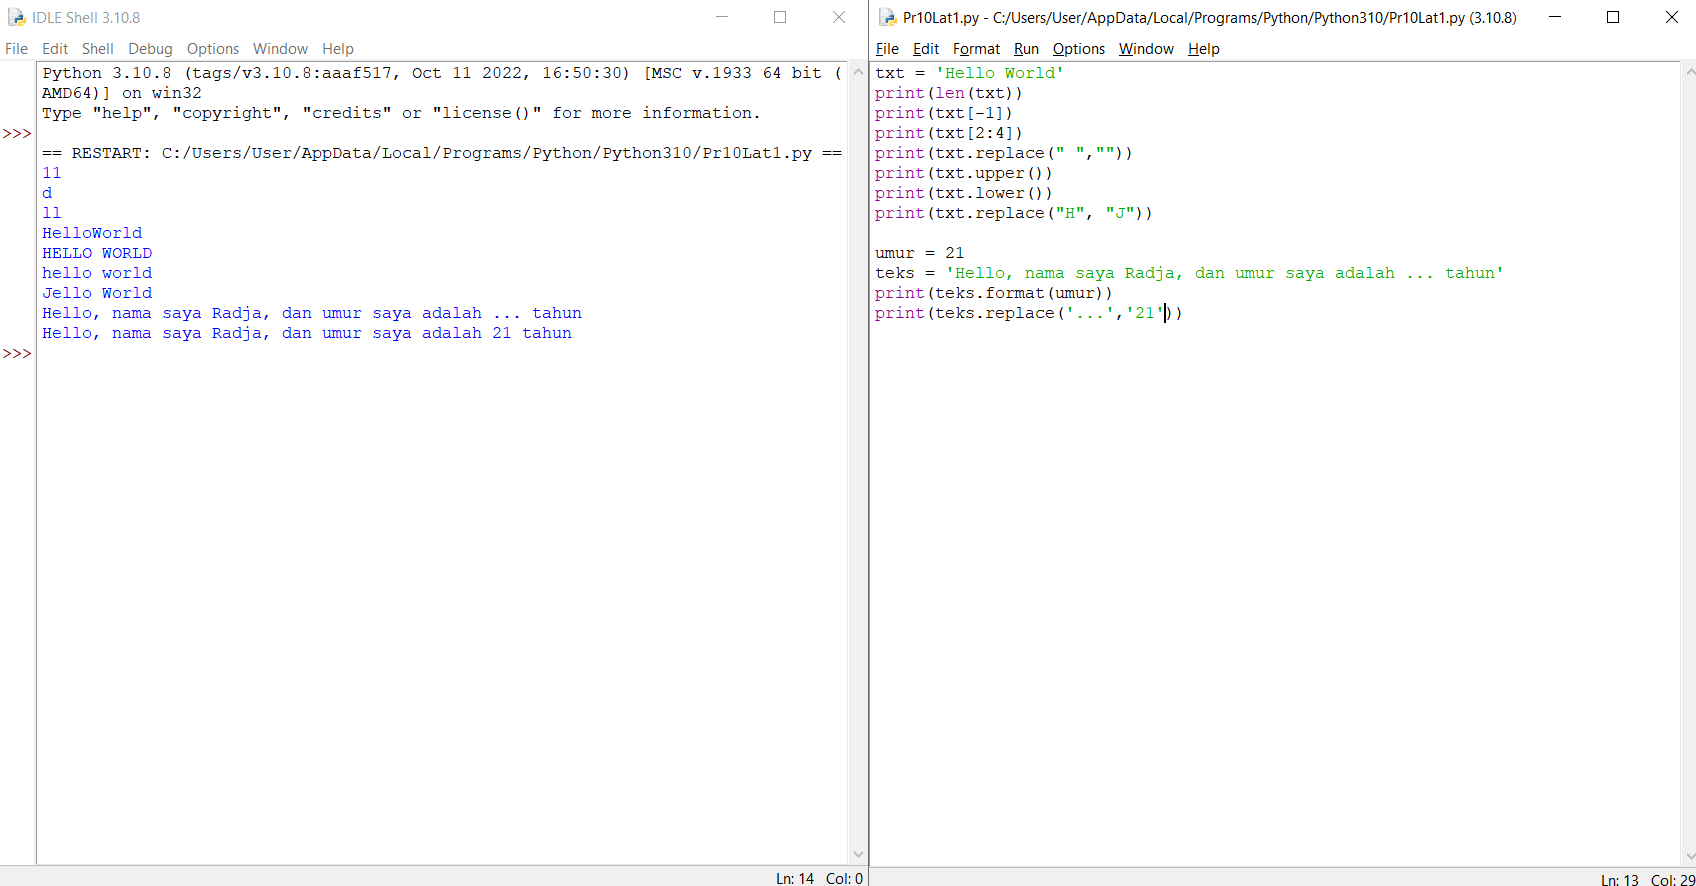 IDLE Shell 3.10.8
File Edit Shell Debug Options Window Help
Python 3.10.8 (tags/v3.10.8:aaaf517, Oct 11 2022, 16:50:30) [MSC v.1933 64 bit (
AMD64)] on win32
Type "help", "copyright", "credits" or "license()" for more information.
>>>
== RESTART: C:/Users/User/AppData/Local/Programs/Python/Python310/Pr10Lat1.py ==
11
d
ll
HelloWorld
HELLO WORLD
hello world
Jello World
Hello, nama saya Radja, dan umur saya adalah ... tahun
Hello, nama saya Radja, dan umur saya adalah 21 tahun
>>>
Ln: 14 Col: 0
Pr10Lat1.py - C:/Users/User/AppData/Local/Programs/Python/Python310/Pr10Lat1.py (3.10.8)
File Edit Format Run Options Window Help
txt = 'Hello World'
print(len(txt))
print(txt[-1])
print(txt[2:4])
print(txt.replace(" ",""))
print(txt.upper())
print(txt.lower())
print(txt.replace("H", "J"))
umur = 21
teks = 'Hello, nama saya Radja, dan umur saya adalah ... tahun'
print(teks.format(umur))
print(teks.replace('...','21'))
Ln: 13 Col: 29